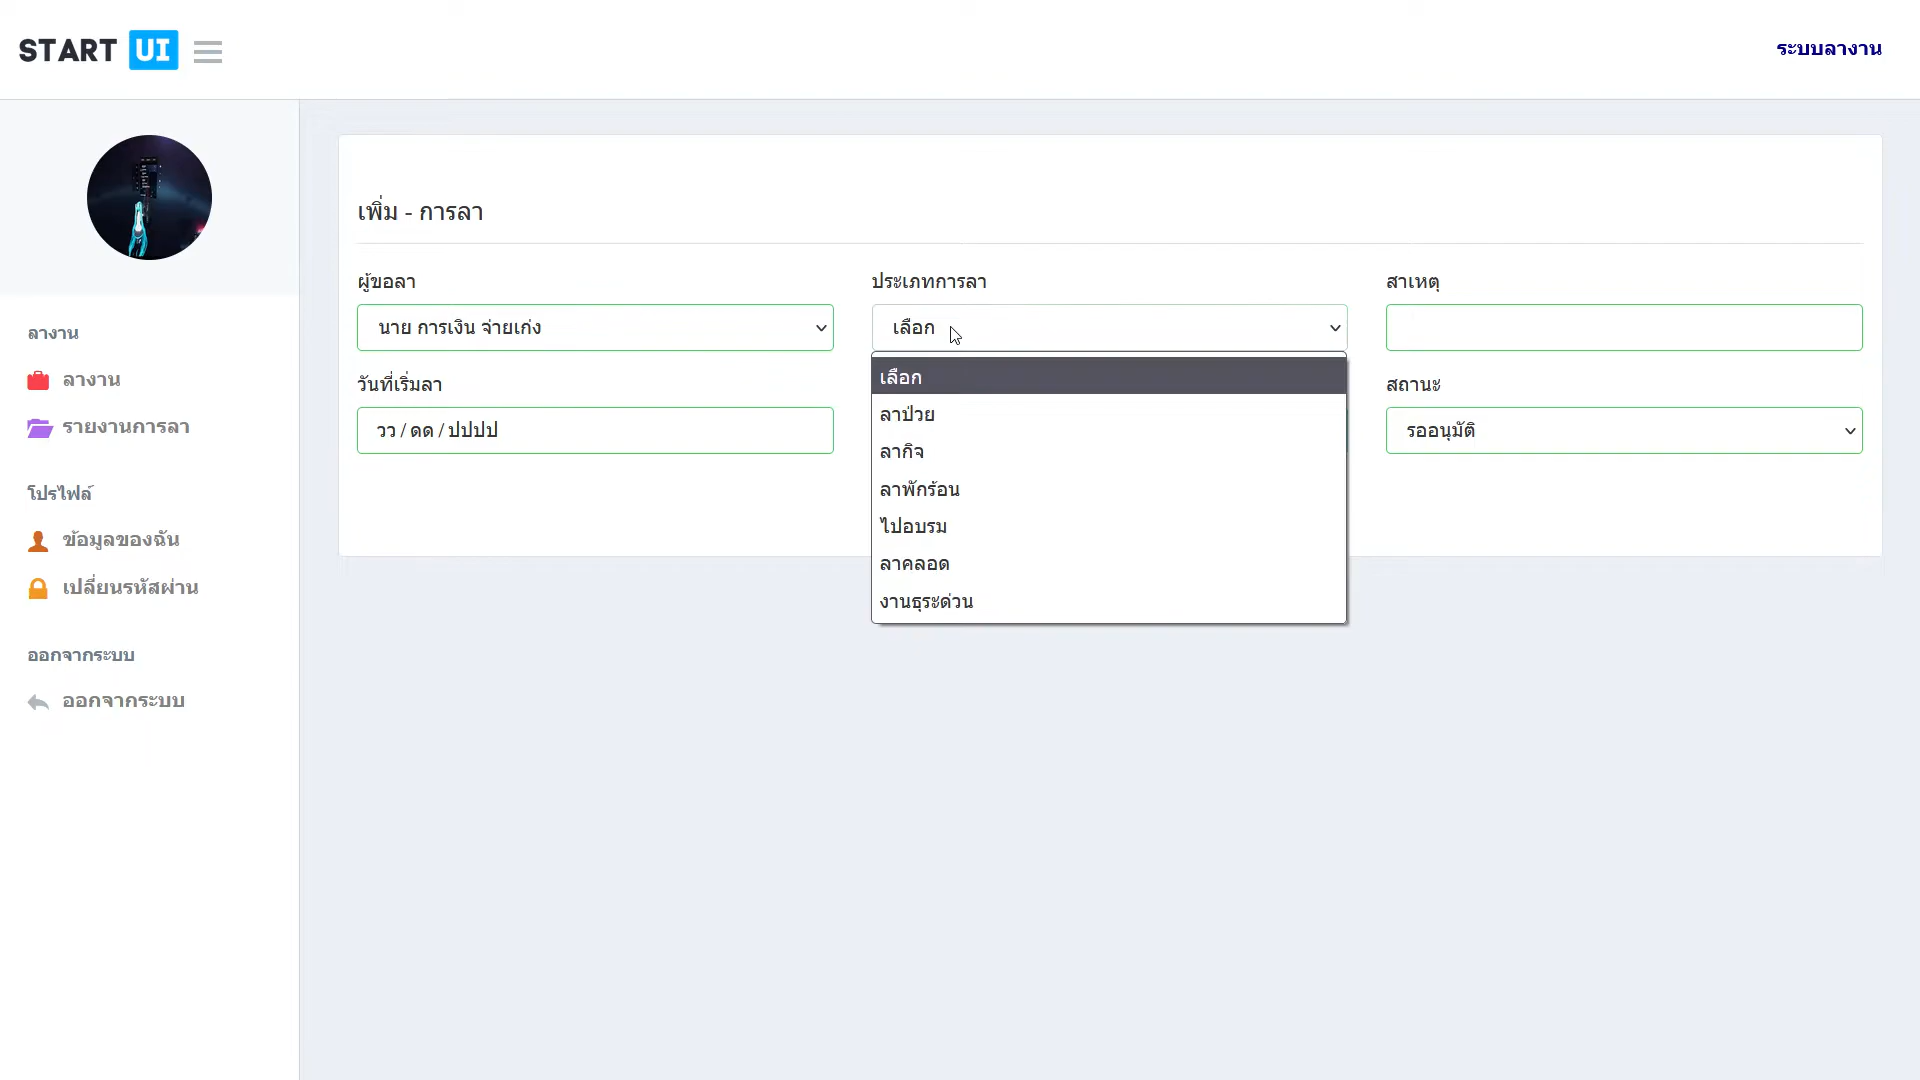 START UI
ระบบลางาน
ลางาน
ลางาน
รายงานการลา
โปรไฟล์
ข้อมูลของฉัน
เปลี่ยนรหัสผ่าน
ออกจากระบบ
ออกจากระบบ
เพิ่ม - การลา
ผู้ขอลา
นาย การเงิน จ่ายเก่ง
ประเภทการลา
เลือก
สาเหตุ
วันที่เริ่มลา
วว / ดด / ปปปป
สถานะ
รออนุมัติ
เลือก
ลาป่วย
ลากิจ
ลาพักร้อน
ไปอบรม
ลาคลอด
งานธุระด่วน